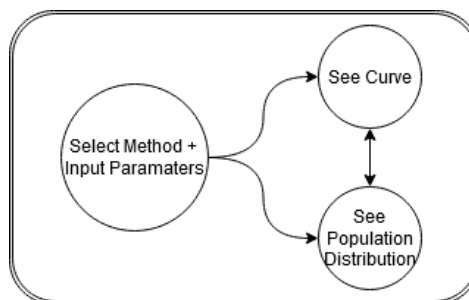 Select Method +
Input Paramaters
See Curve
See
Population
Distribution